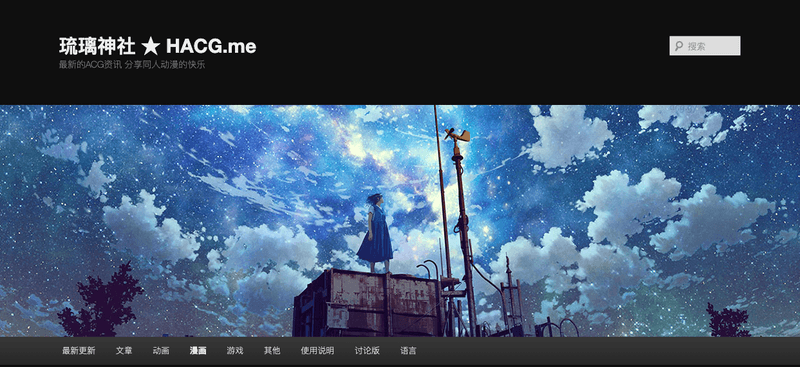 琉璃神社 ★ HACG.me
最新的ACG资讯 分享同人动漫的快乐
搜索
最新更新 文章 动画 漫画 游戏 其他 使用说明 讨论版 语言